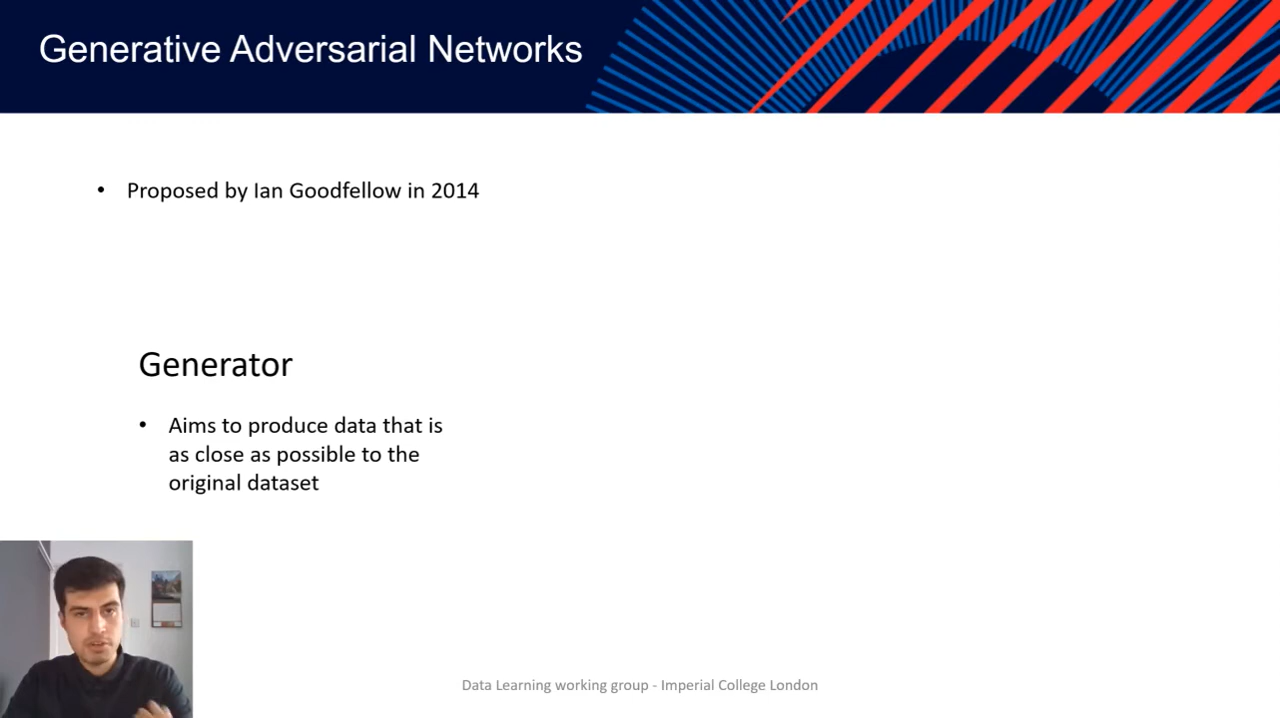 Generative Adversarial Networks
• Proposed by Ian Goodfellow in 2014
Generator
• Aims to produce data that is
as close as possible to the
original dataset
Data Learning working group - Imperial College London